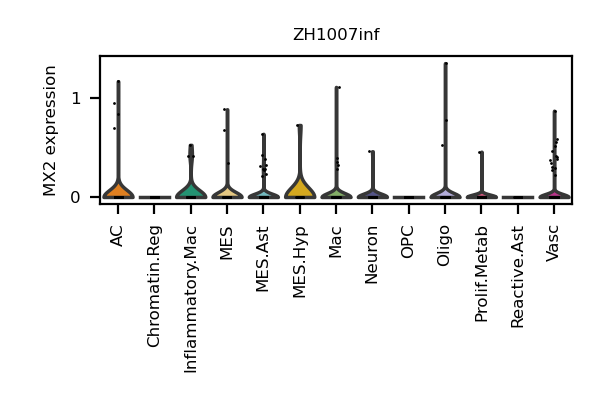 ZH1007inf
MX2 expression
1
0
AC
Chromatin.Reg
Inflammatory.Mac
MES
MES.Ast
MES.Hyp
Mac
Neuron
OPC
Oligo
Prolif.Metab
Reactive.Ast
Vasc